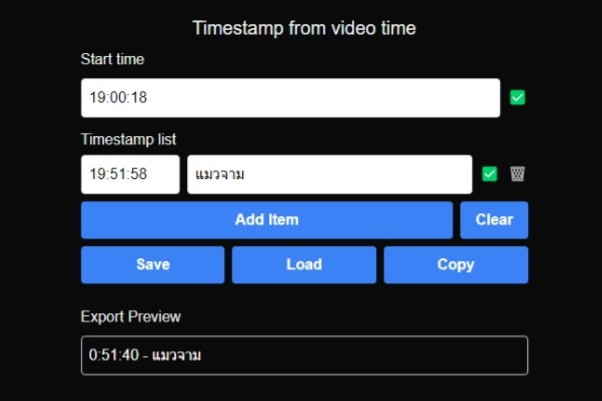 Timestamp from video time
Start time
19:00:18
Timestamp list
19:51:58 แมวจาม
Add Item Clear
Save Load Copy
Export Preview
0:51:40 - แมวจาม